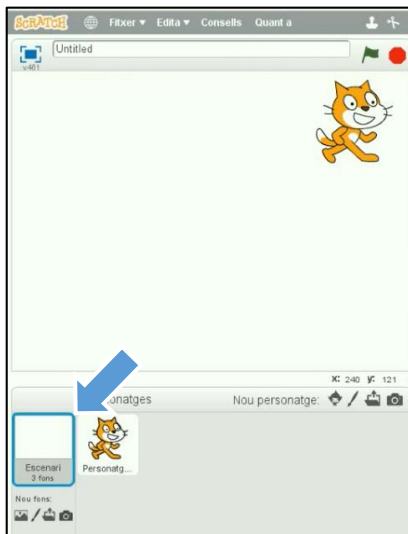 SCRATCH Fitxer Edita Consells Quant a
Untitled
v461
x: 240 y: 121
onatges Nou personatge:
Escenari
3 fons
Personatg...
Nou fons: